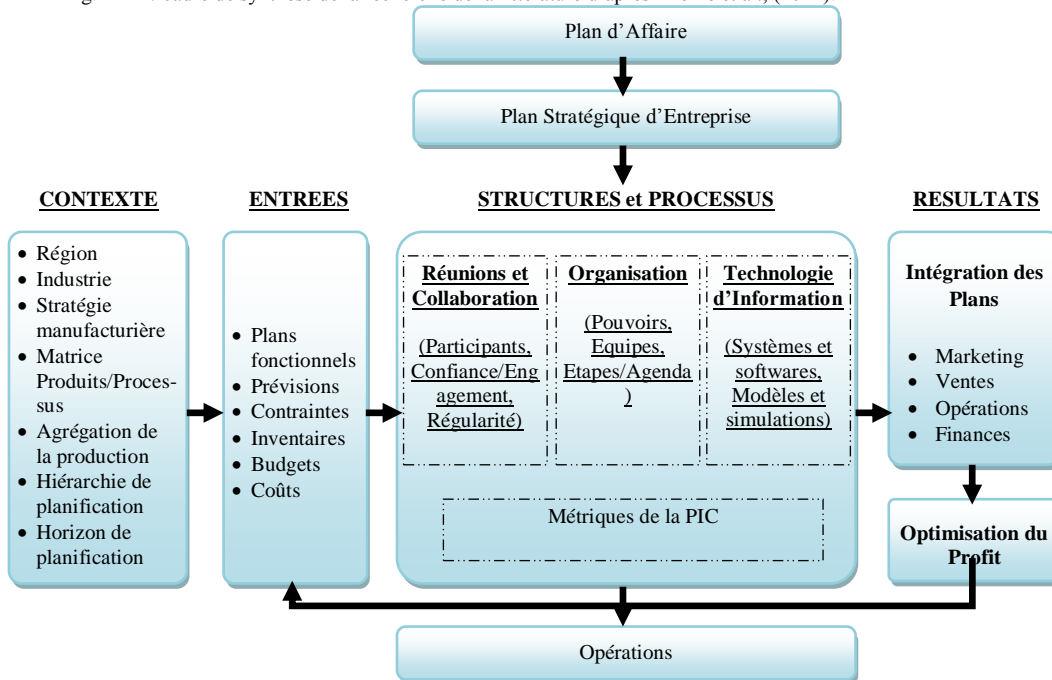 Plan d’Affaire
Plan Stratégique d’Entreprise
CONTEXTE
ENTREES
STRUCTURES et PROCESSUS
RESULTATS
• Région
• Industrie
• Stratégie
manufacturière
• Matrice
Produits/Proces-
sus
• Agrégation de
la production
• Hiérarchie de
planification
• Horizon de
planification
• Plans
fonctionnels
• Prévisions
• Contraintes
• Inventaires
• Budgets
• Coûts
Réunions et
Collaboration
(Participants,
Confiance/Eng
agement,
Régularité)
Organisation
(Pouvoirs,
Equipes,
Etapes/Agenda
)
Technologie
d’Information
(Systèmes et
softwares,
Modèles et
simulations)
Métriques de la PIC
Intégration des
Plans
• Marketing
• Ventes
• Opérations
• Finances
Optimisation du
Profit
Opérations